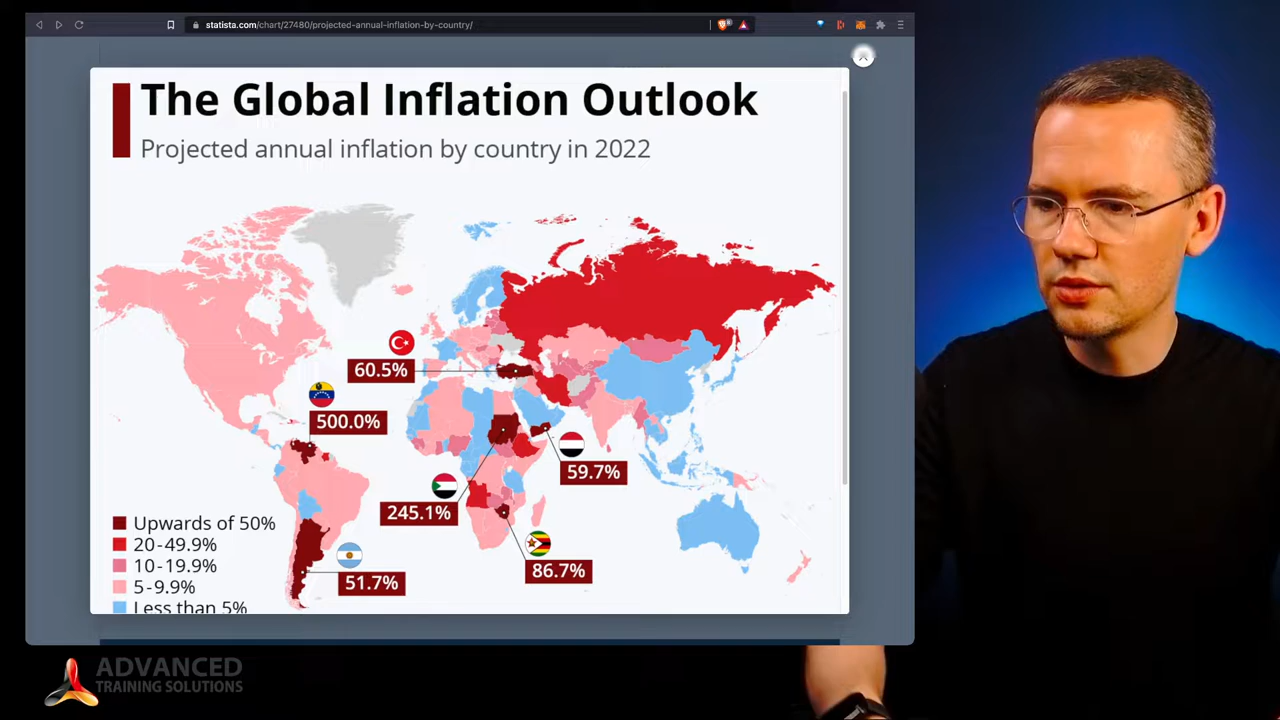 statista.com/chart/27480/projected-annual-inflation-by-country/
The Global Inflation Outlook
Projected annual inflation by country in 2022
60.5%
500.0%
59.7%
245.1%
86.7%
51.7%
Upwards of 50%
20-49.9%
10-19.9%
5-9.9%
Less than 5%
ADVANCED
TRAINING SOLUTIONS